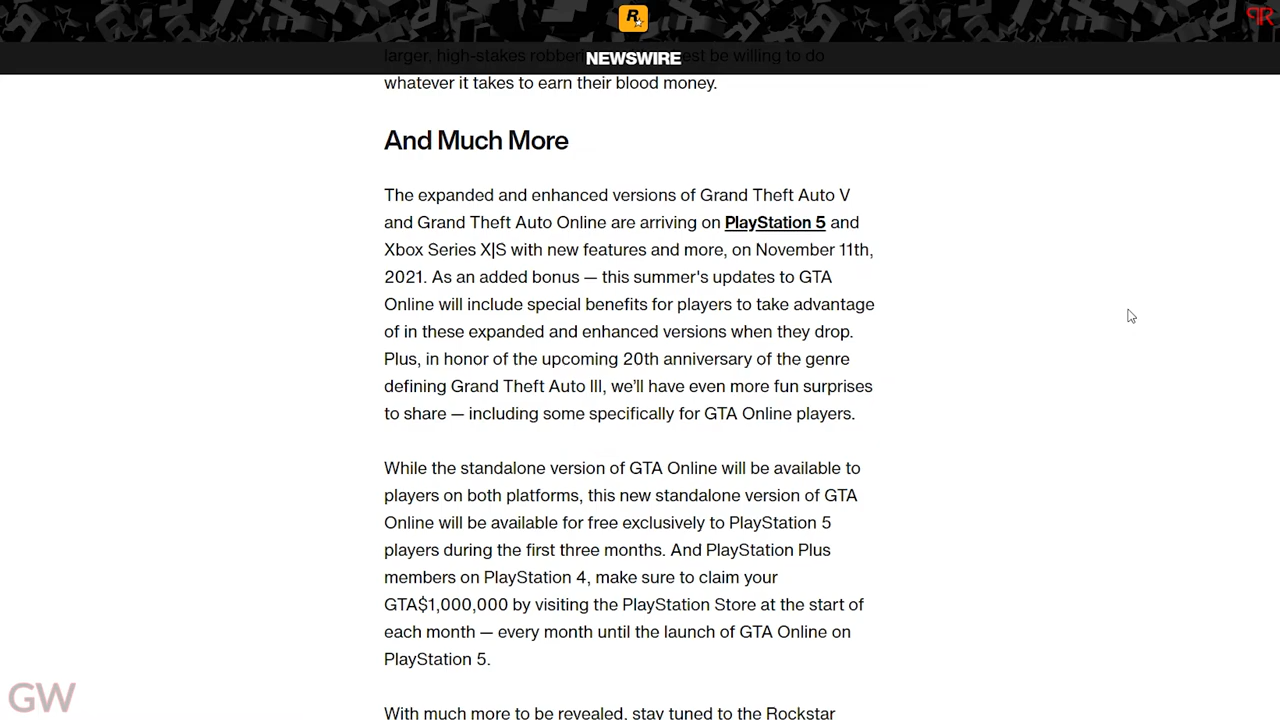 R
PR
larger, high-stakes
be willing to do
NEWSWIRE
whatever it takes to earn their blood money.
And Much More
The expanded and enhanced versions of Grand Theft Auto V
and Grand Theft Auto Online are arriving on PlayStation 5 and
Xbox Series X|S with new features and more, on November 11th,
2021. As an added bonus — this summer's updates to GTA
Online will include special benefits for players to take advantage
of in these expanded and enhanced versions when they drop.
Plus, in honor of the upcoming 20th anniversary of the genre
defining Grand Theft Auto III, we’ll have even more fun surprises
to share — including some specifically for GTA Online players.
While the standalone version of GTA Online will be available to
players on both platforms, this new standalone version of GTA
Online will be available for free exclusively to PlayStation 5
players during the first three months. And PlayStation Plus
members on PlayStation 4, make sure to claim your
GTA$1,000,000 by visiting the PlayStation Store at the start of
each month — every month until the launch of GTA Online on
PlayStation 5.
GW
With much more to be revealed, stay tuned to the Rockstar